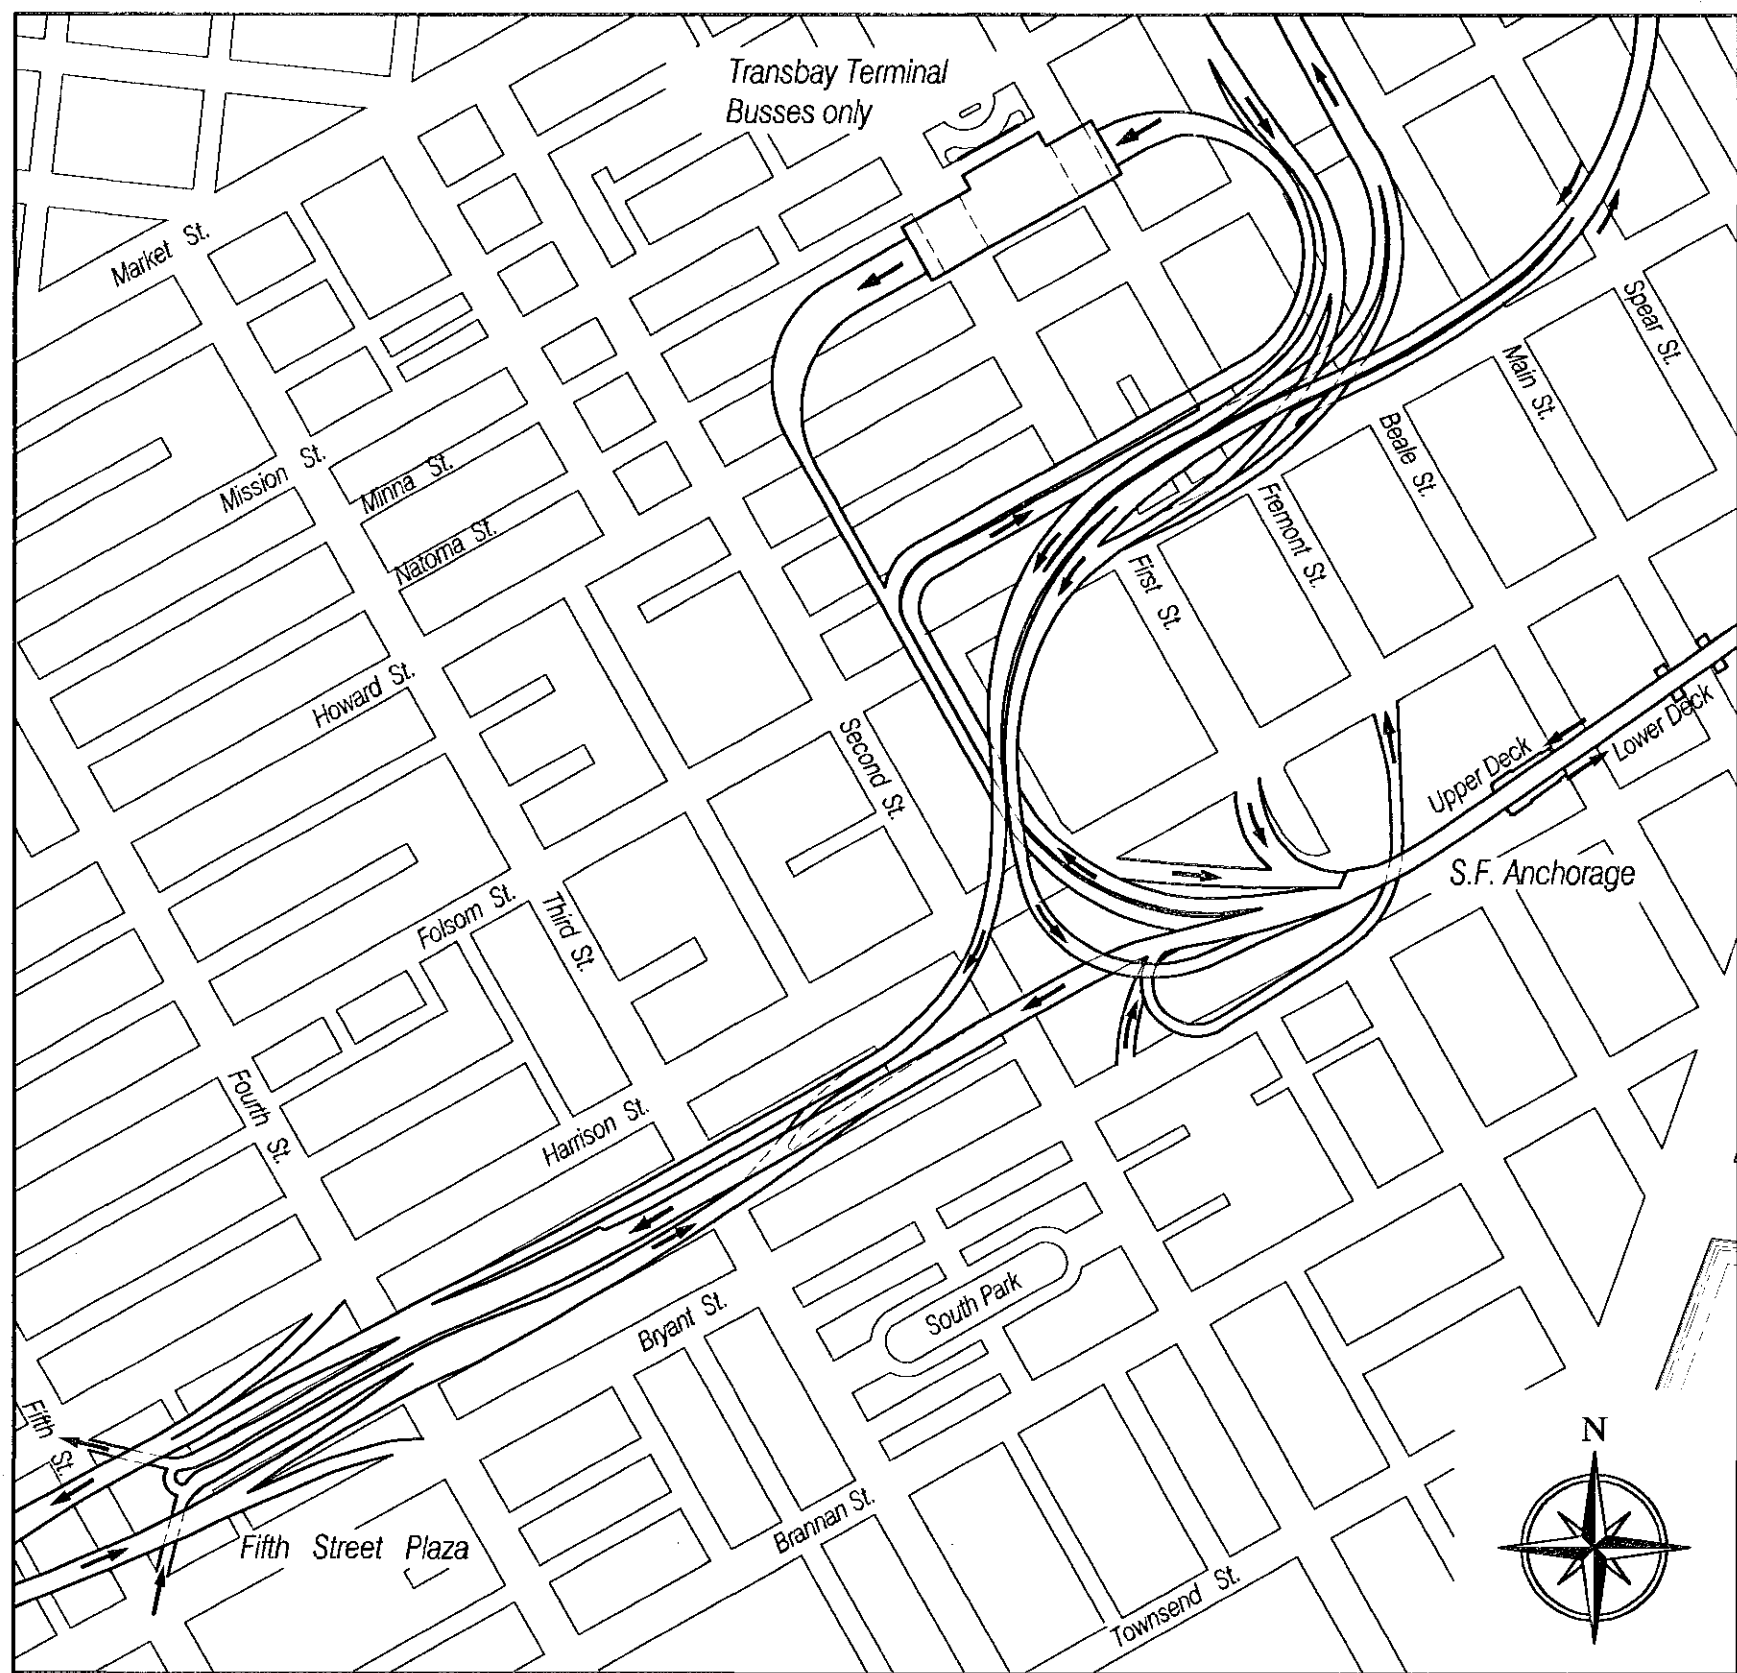 Transbay Terminal
Busses only
Market St.
Spear St.
Main St.
Mission St.
Minna St.
Beale St.
Natoma St.
Fremont St.
First St.
Howard St.
Second St.
Upper Deck
Lower Deck
S.F. Anchorage
Folsom St.
Third St.
Fourth St.
Harrison St.
South Park
Bryant St.
Fifth St.
N
Fifth Street Plaza
Brannan St.
Townsend St.